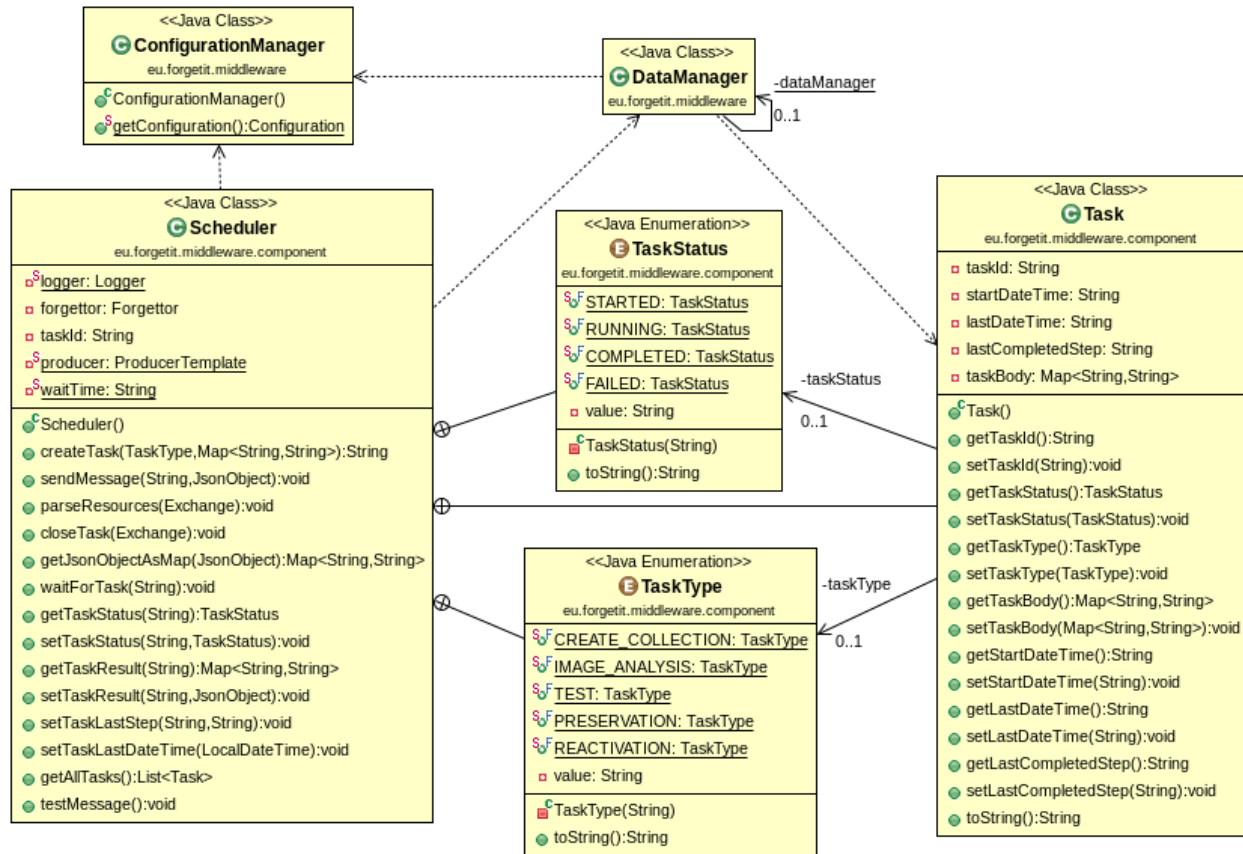 <<Java Class>>
ConfigurationManager
eu.forgetit.middleware
ConfigurationManager()
getConfiguration():Configuration
<<Java Class>>
DataManager
eu.forgetit.middleware
-dataManager
0..1
<<Java Class>>
Scheduler
eu.forgetit.middleware.component
logger: Logger
forgettor: Forgettor
taskId: String
producer: ProducerTemplate
waitTime: String
Scheduler()
createTask(TaskType,Map<String,String>):String
sendMessage(String,JsonObject):void
parseResources(Exchange):void
closeTask(Exchange):void
getJsonObjectAsMap(JsonObject):Map<String,String>
waitForTask(String):void
getTaskStatus(String):TaskStatus
setTaskStatus(String,TaskStatus):void
getTaskResult(String):Map<String,String>
setTaskResult(String,JsonObject):void
setTaskLastStep(String,String):void
setTaskLastDateTime(LocalDateTime):void
getAllTasks():List<Task>
testMessage():void
<<Java Enumeration>>
TaskStatus
eu.forgetit.middleware.component
STARTED: TaskStatus
RUNNING: TaskStatus
COMPLETED: TaskStatus
FAILED: TaskStatus
value: String
TaskStatus(String)
toString():String
-taskStatus
0..1
<<Java Enumeration>>
TaskType
eu.forgetit.middleware.component
CREATE_COLLECTION: TaskType
IMAGE_ANALYSIS: TaskType
TEST: TaskType
PRESERVATION: TaskType
REACTIVATION: TaskType
value: String
TaskType(String)
toString():String
-taskType
0..1
<<Java Class>>
Task
eu.forgetit.middleware.component
taskId: String
startDateTime: String
lastDateTime: String
lastCompletedStep: String
taskBody: Map<String,String>
Task()
getTaskId():String
setTaskId(String):void
getTaskStatus():TaskStatus
setTaskStatus(TaskStatus):void
getTaskType():TaskType
setTaskType(TaskType):void
getTaskBody():Map<String,String>
setTaskBody(Map<String,String>):void
getStartDateTime():String
setStartDateTime(String):void
getLastDateTime():String
setLastDateTime(String):void
getLastCompletedStep():String
setLastCompletedStep(String):void
toString():String